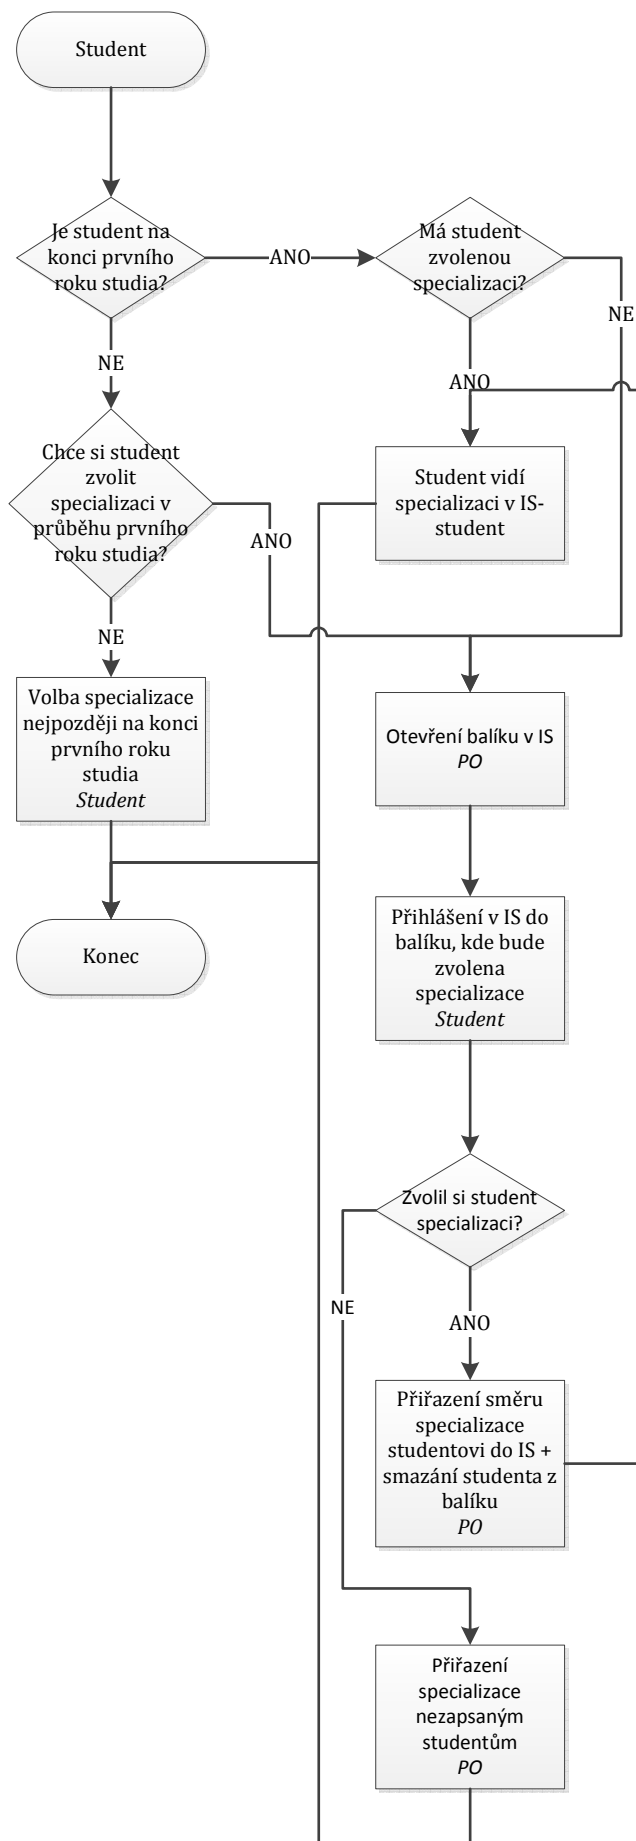 Student
Je student na
konci prvního
roku studia?
ANO
Má student
zvolenou
specializaci?
NE
NE
ANO
Chce si student
zvolit
specializaci v
průběhu prvního
roku studia?
ANO
Student vidí
specializaci v IS-
student
NE
Volba specializace
nejpozději na konci
prvního roku
studia
Student
Otevření balíku v IS
PO
Konec
Přihlášení v IS do
balíku, kde bude
zvolena
specializace
Student
Zvolil si student
specializaci?
NE
ANO
Přiřazení směru
specializace
studentovi do IS +
smazání studenta z
balíku
PO
Přiřazení
specializace
nezapsaným
studentům
PO